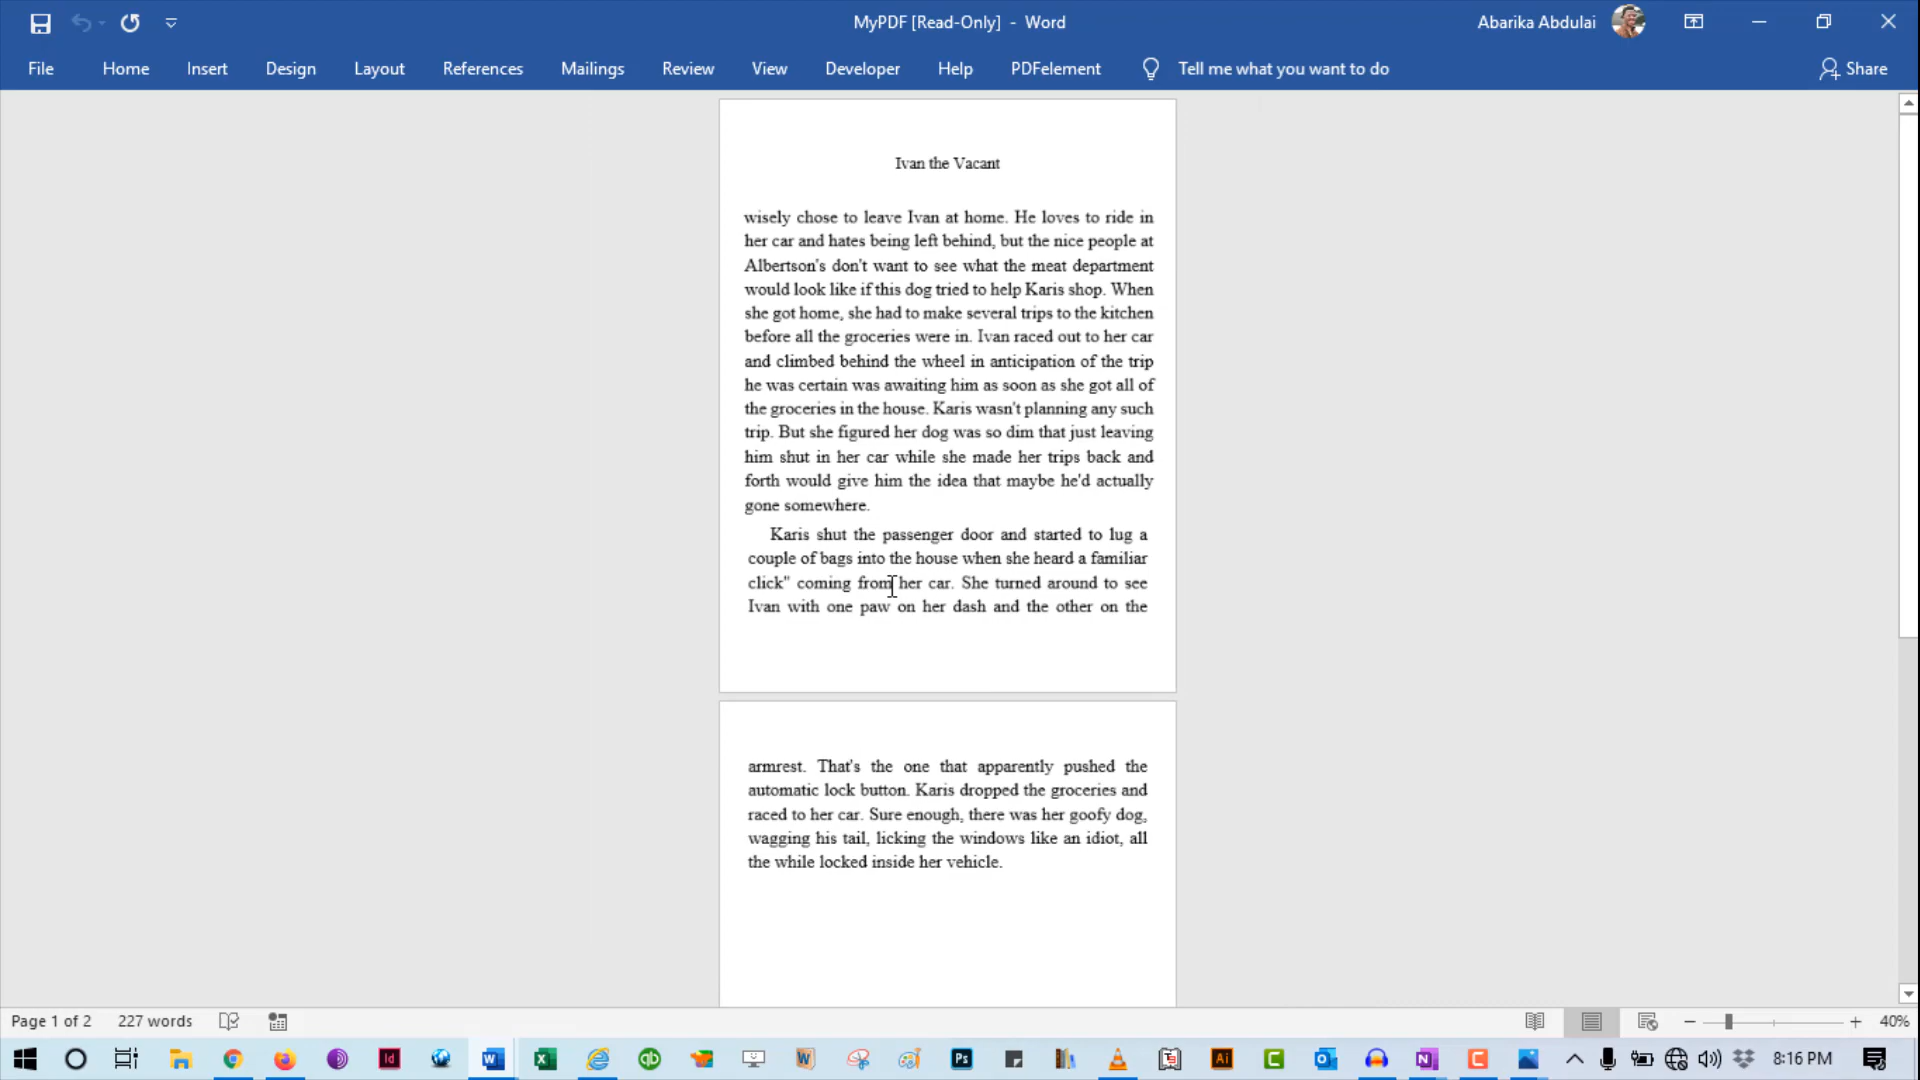 MyPDF [Read-Only] - Word
Abarika Abdulai
File Home Insert Design Layout References Mailings Review View Developer Help PDFelement Tell me what you want to do Share
Ivan the Vacant
wisely chose to leave Ivan at home. He loves to ride in
her car and hates being left behind, but the nice people at
Albertson's don't want to see what the meat department
would look like if this dog tried to help Karis shop. When
she got home, she had to make several trips to the kitchen
before all the groceries were in. Ivan raced out to her car
and climbed behind the wheel in anticipation of the trip
he was certain was awaiting him as soon as she got all of
the groceries in the house. Karis wasn't planning any such
trip. But she figured her dog was so dim that just leaving
him shut in her car while she made her trips back and
forth would give him the idea that maybe he'd actually
gone somewhere.
Karis shut the passenger door and started to lug a
couple of bags into the house when she heard a familiar
click" coming from her car. She turned around to see
Ivan with one paw on her dash and the other on the
armrest. That's the one that apparently pushed the
automatic lock button. Karis dropped the groceries and
raced to her car. Sure enough, there was her goofy dog,
wagging his tail, licking the windows like an idiot, all
the while locked inside her vehicle.
Page 1 of 2 227 words 40%
Id W qb W Ps Ai C N C 8:16 PM